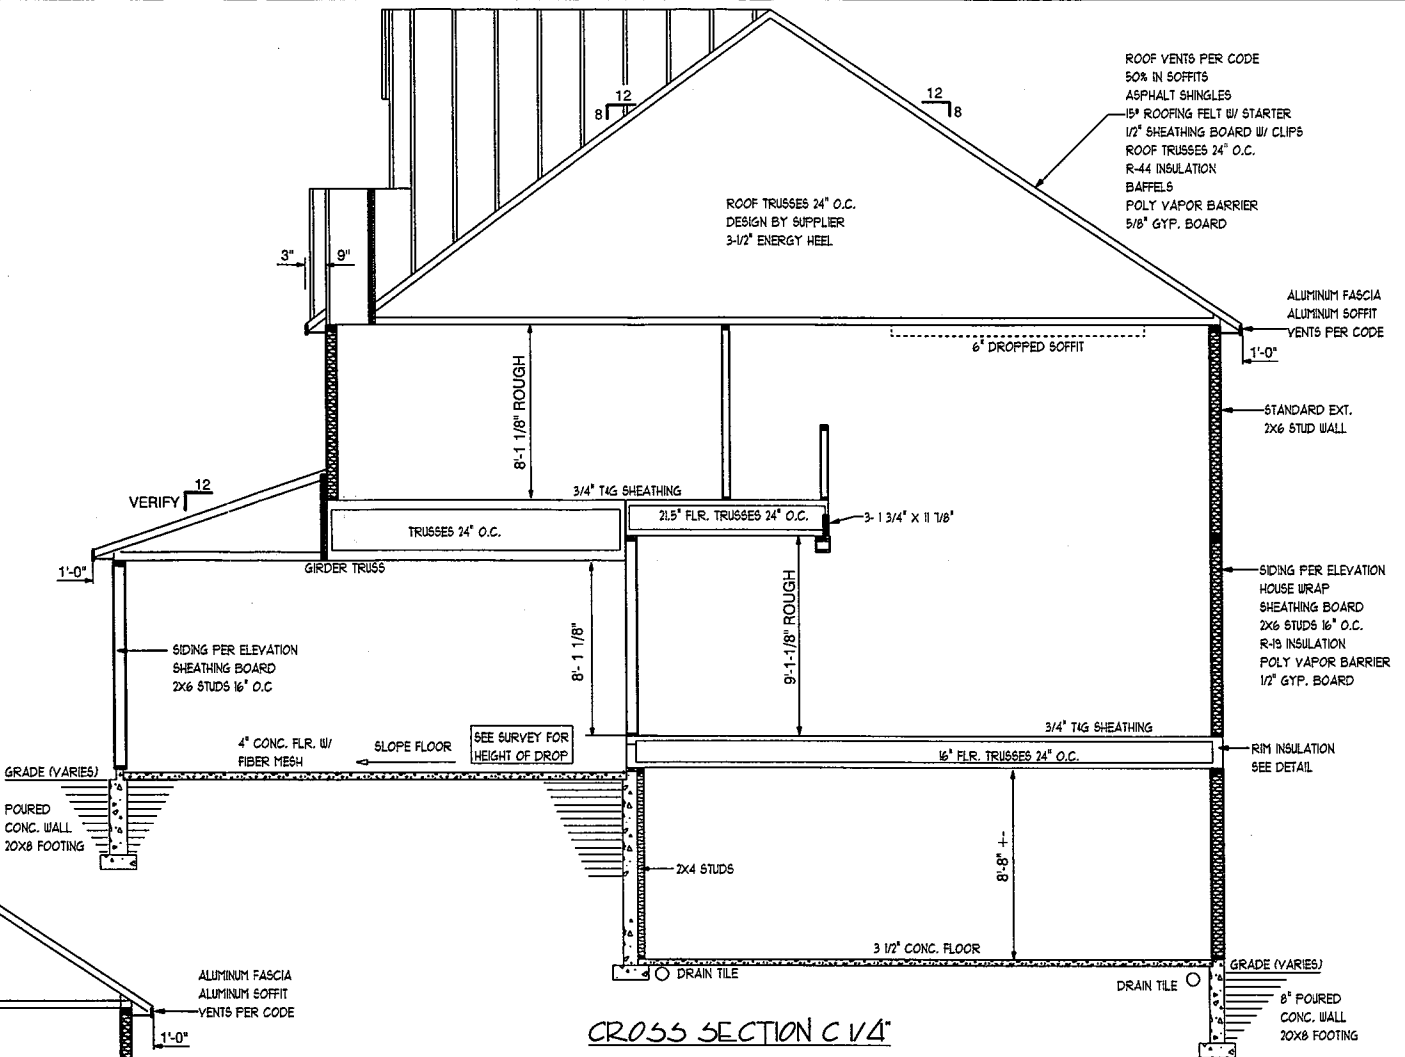 12
8
12
8
ROOF VENTS PER CODE
50% IN SOFFITS
ASPHALT SHINGLES
15# ROOFING FELT W/ STARTER
1/2" SHEATHING BOARD W/ CLIPS
ROOF TRUSSES 24" O.C.
R-44 INSULATION
BAFFELS
POLY VAPOR BARRIER
5/8" GYP. BOARD
ROOF TRUSSES 24" O.C.
DESIGN BY SUPPLIER
3-1/2" ENERGY HEEL
3"
9"
ALUMINUM FASCIA
ALUMINUM SOFFIT
VENTS PER CODE
1'-0"
6" DROPPED SOFFIT
8'-1 1/8" ROUGH
STANDARD EXT.
2X6 STUD WALL
12
VERIFY
3/4" T&G SHEATHING
TRUSSES 24" O.C.
21.5" FLR. TRUSSES 24" O.C.
3- 1 3/4" X 11 7/8"
1'-0"
GIRDER TRUSS
8'- 1 1/8"
9'-1-1/8" ROUGH
SIDING PER ELEVATION
HOUSE WRAP
SHEATHING BOARD
2X6 STUDS 16" O.C.
R-19 INSULATION
POLY VAPOR BARRIER
1/2" GYP. BOARD
SIDING PER ELEVATION
SHEATHING BOARD
2X6 STUDS 16" O.C
4" CONC. FLR. W/
FIBER MESH
SLOPE FLOOR
SEE SURVEY FOR
HEIGHT OF DROP
3/4" T&G SHEATHING
16" FLR. TRUSSES 24" O.C.
RIM INSULATION
SEE DETAIL
GRADE (VARIES)
POURED
CONC. WALL
20X8 FOOTING
2X4 STUDS
8'-8" +-
3 1/2" CONC. FLOOR
DRAIN TILE
DRAIN TILE
GRADE (VARIES)
8" POURED
CONC. WALL
20X8 FOOTING
ALUMINUM FASCIA
ALUMINUM SOFFIT
VENTS PER CODE
1'-0"
CROSS SECTION C 1/4"